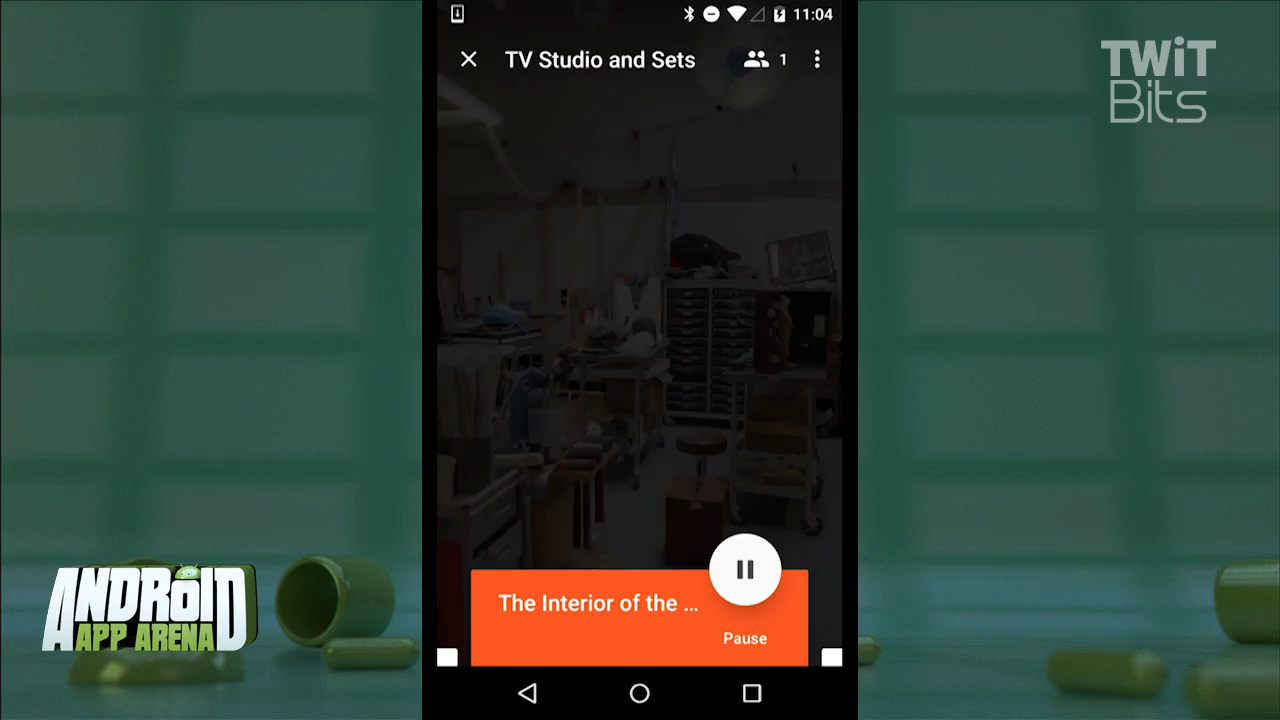 11:04
TV Studio and Sets
1
TWiT
Bits
The Interior of the ...
Pause
ANDROID
APP ARENA